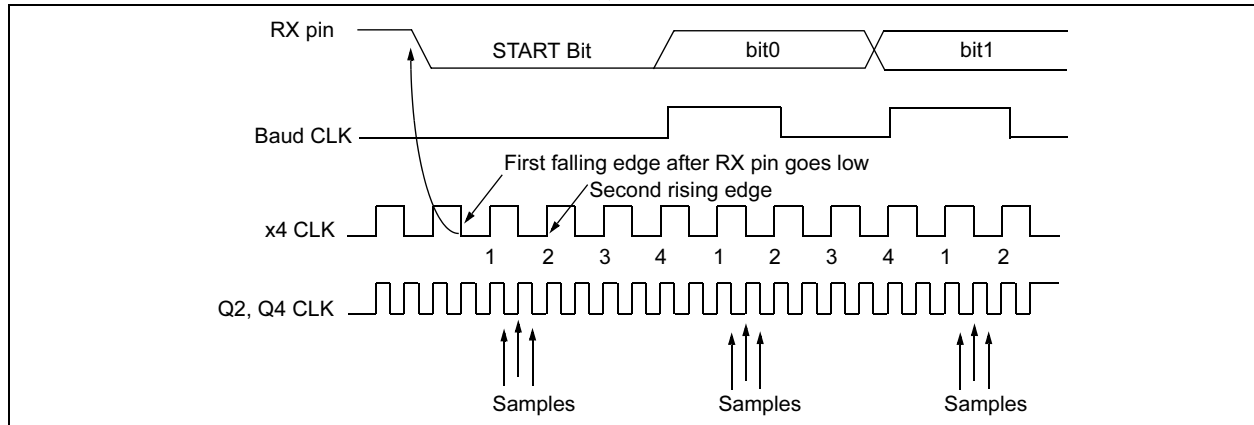 RX pin
START Bit bit0 bit1
Baud CLK
First falling edge after RX pin goes low
Second rising edge
x4 CLK
1 2 3 4 1 2 3 4 1 2
Q2, Q4 CLK
Samples Samples Samples